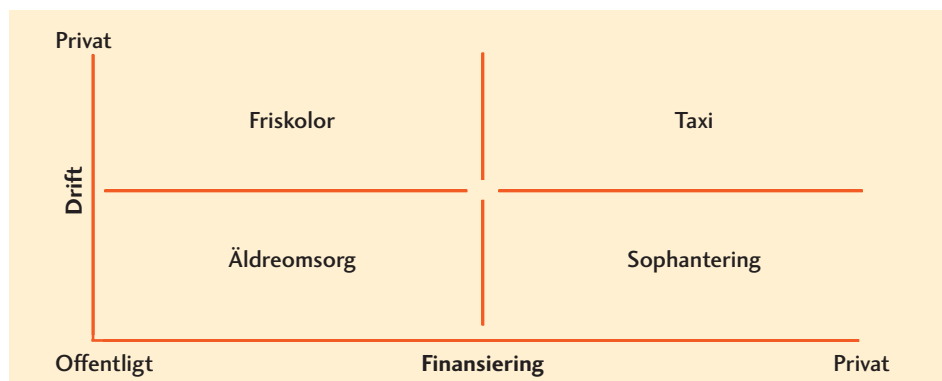 Privat
Friskolor
Taxi
Drift
Äldreomsorg
Sophantering
Offentligt
Finansiering
Privat